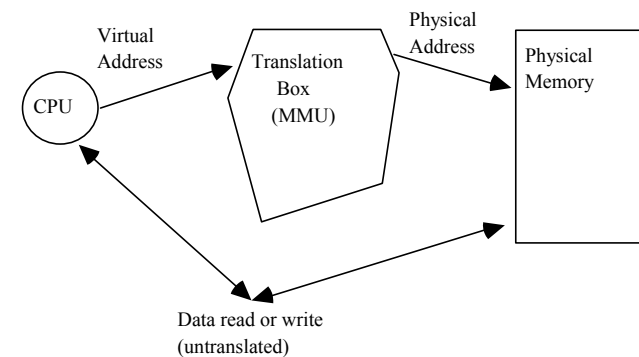 Virtual
Address
Physical
Address
CPU
Translation
Box
(MMU)
Physical
Memory
Data read or write
(untranslated)